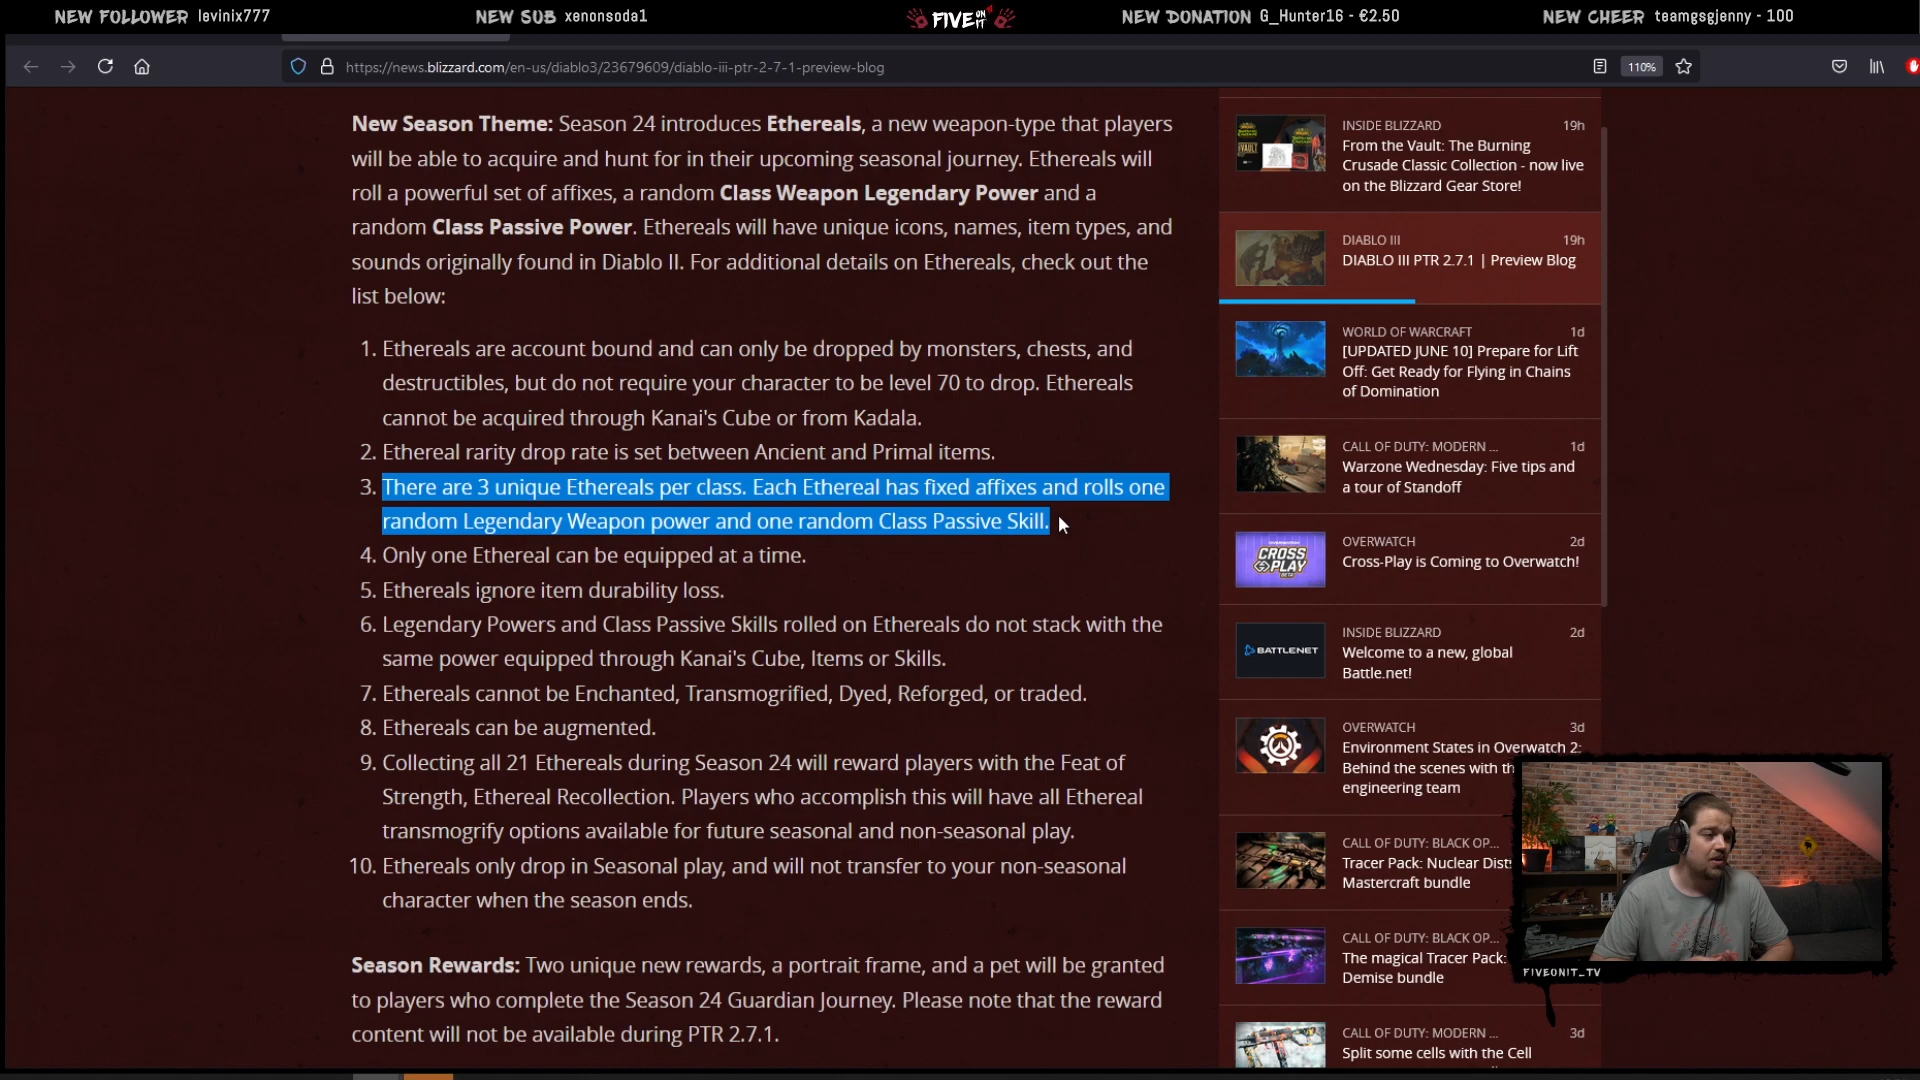 NEW FOLLOWER levinix777
NEW SUB xenonsoda1
FIVE ON IT
NEW DONATION G_Hunter16 - €2.50
NEW CHEER teamgsgjenny - 100
https://news.blizzard.com/en-us/diablo3/23679609/diablo-iii-ptr-2-7-1-preview-blog
110%
New Season Theme: Season 24 introduces Ethereals, a new weapon-type that players
will be able to acquire and hunt for in their upcoming seasonal journey. Ethereals will
roll a powerful set of affixes, a random Class Weapon Legendary Power and a
random Class Passive Power. Ethereals will have unique icons, names, item types, and
sounds originally found in Diablo II. For additional details on Ethereals, check out the
list below:
1. Ethereals are account bound and can only be dropped by monsters, chests, and
destructibles, but do not require your character to be level 70 to drop. Ethereals
cannot be acquired through Kanai's Cube or from Kadala.
2. Ethereal rarity drop rate is set between Ancient and Primal items.
3. There are 3 unique Ethereals per class. Each Ethereal has fixed affixes and rolls one
random Legendary Weapon power and one random Class Passive Skill.
4. Only one Ethereal can be equipped at a time.
5. Ethereals ignore item durability loss.
6. Legendary Powers and Class Passive Skills rolled on Ethereals do not stack with the
same power equipped through Kanai's Cube, Items or Skills.
7. Ethereals cannot be Enchanted, Transmogrified, Dyed, Reforged, or traded.
8. Ethereals can be augmented.
9. Collecting all 21 Ethereals during Season 24 will reward players with the Feat of
Strength, Ethereal Recollection. Players who accomplish this will have all Ethereal
transmogrify options available for future seasonal and non-seasonal play.
10. Ethereals only drop in Seasonal play, and will not transfer to your non-seasonal
character when the season ends.
Season Rewards: Two unique new rewards, a portrait frame, and a pet will be granted
to players who complete the Season 24 Guardian Journey. Please note that the reward
content will not be available during PTR 2.7.1.
INSIDE BLIZZARD 19h
From the Vault: The Burning
Crusade Classic Collection - now live
on the Blizzard Gear Store!
DIABLO III 19h
DIABLO III PTR 2.7.1 | Preview Blog
WORLD OF WARCRAFT 1d
[UPDATED JUNE 10] Prepare for Lift
Off: Get Ready for Flying in Chains
of Domination
CALL OF DUTY: MODERN ... 1d
Warzone Wednesday: Five tips and
a tour of Standoff
CROSS
PLAY
BETA
OVERWATCH 2d
Cross-Play is Coming to Overwatch!
BATTLENET
INSIDE BLIZZARD 2d
Welcome to a new, global
Battle.net!
OVERWATCH 3d
Environment States in Overwatch 2:
Behind the scenes with th
engineering team
CALL OF DUTY: BLACK OP...
Tracer Pack: Nuclear Dist
Mastercraft bundle
CALL OF DUTY: BLACK OP...
The magical Tracer Pack:
Demise bundle
CALL OF DUTY: MODERN ... 3d
Split some cells with the Cell
FIVEONIT_TV